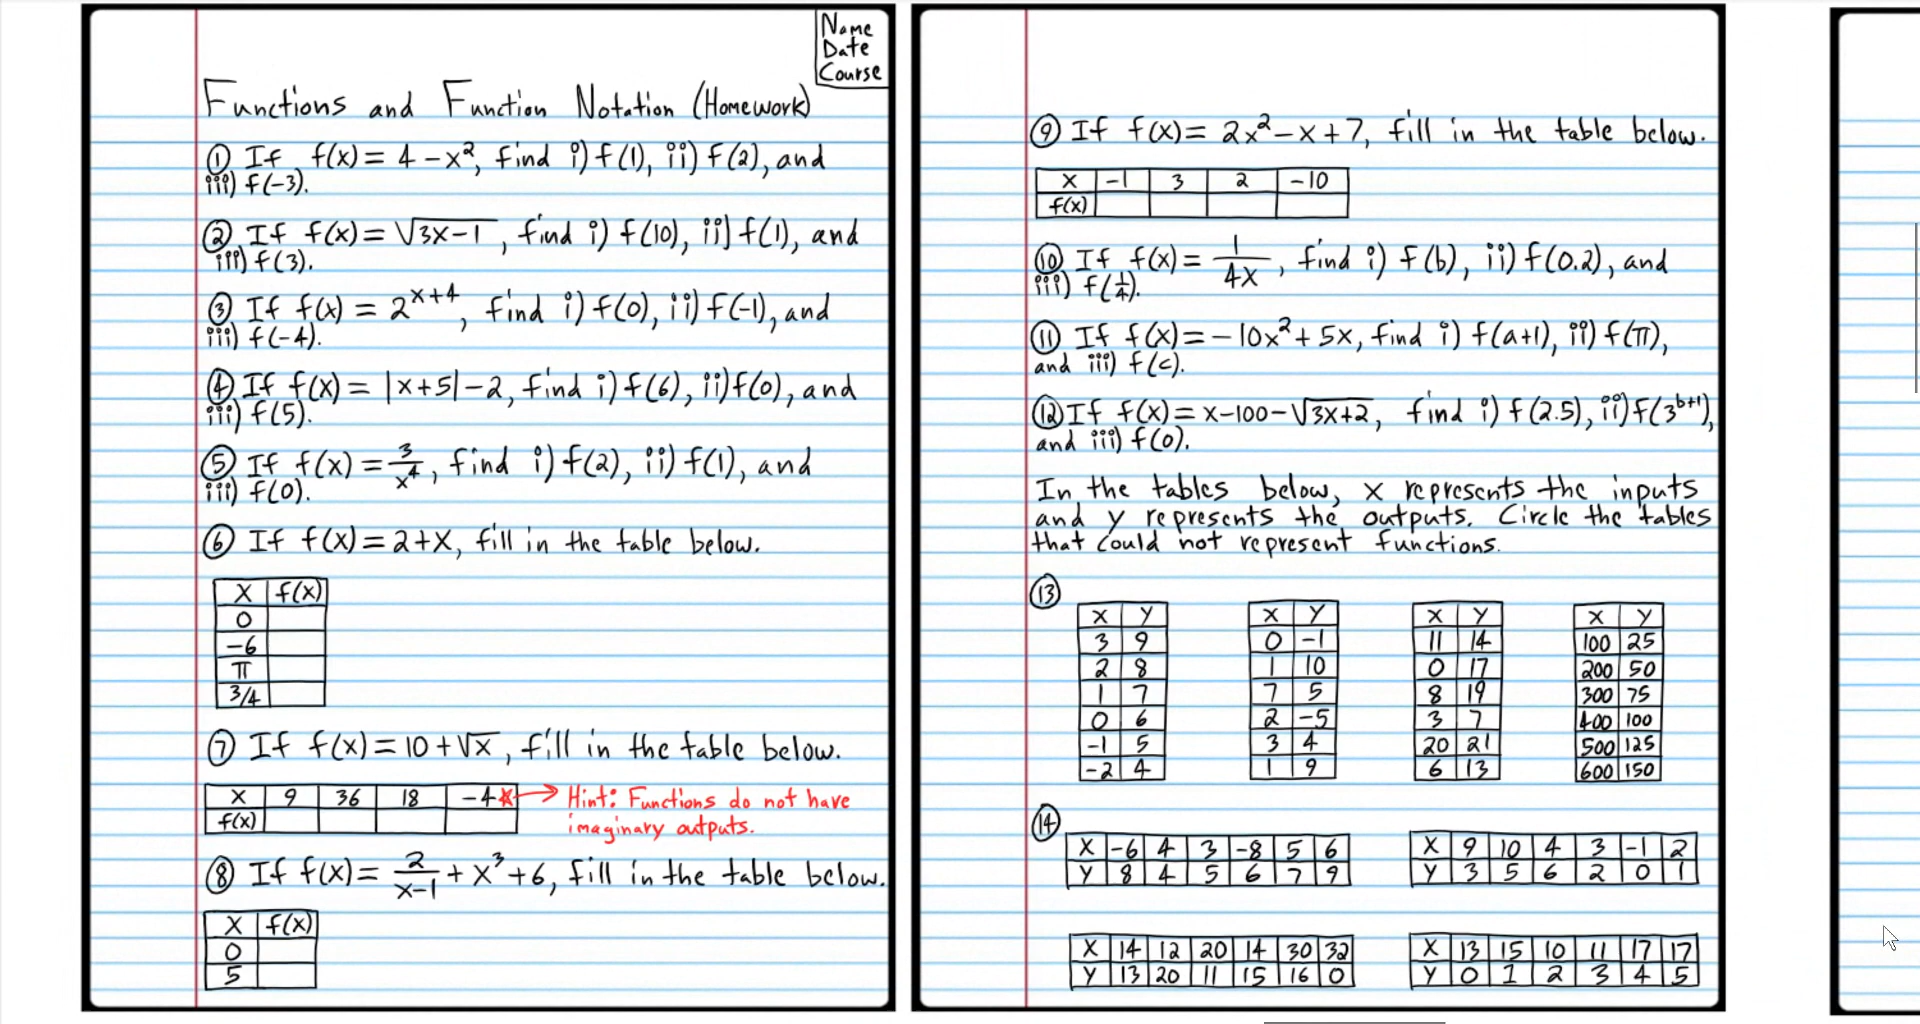 Name
Date
Course
Functions and Function Notation (Homework)
① If f(x) = 4 - x², find i) f(1), ii) f(2), and
iii) f(-3).
② If f(x) = √3x-1, find i) f(10), ii) f(1), and
iii) f(3).
③ If f(x) = 2^x+4, find i) f(0), ii) f(-1), and
iii) f(-4).
④ If f(x) = |x+5| - 2, find i) f(6), ii) f(0), and
iii) f(5).
⑤ If f(x) = 3/x⁴, find i) f(2), ii) f(1), and
iii) f(0).
⑥ If f(x) = 2+x, fill in the table below.
x f(x)
0
-6
π
3/4
⑦ If f(x) = 10 + √x, fill in the table below.
x 9 36 18 -4* → Hint: Functions do not have
f(x) imaginary outputs.
⑧ If f(x) = 2/x-1 + x³ + 6, fill in the table below.
x f(x)
0
5
⑨ If f(x) = 2x² - x + 7, fill in the table below.
x -1 3 2 -10
f(x)
⑩ If f(x) = 1/4x, find i) f(b), ii) f(0.2), and
iii) f(1/4).
⑪ If f(x) = -10x² + 5x, find i) f(a+1), ii) f(π),
and iii) f(c).
⑫ If f(x) = x-100-√3x+2, find i) f(2.5), ii) f(3^b+1),
and iii) f(0).
In the tables below, x represents the inputs
and y represents the outputs. Circle the tables
that could not represent functions.
⑬
x y x y x y x y
3 9 0 -1 11 14 100 25
2 8 1 10 0 17 200 50
1 7 7 5 8 19 300 75
0 6 2 -5 3 7 400 100
-1 5 3 4 20 21 500 125
-2 4 1 9 6 13 600 150
⑭
x -6 4 3 -8 5 6 x 9 10 4 3 -1 2
y 8 4 5 6 7 9 y 3 5 6 2 0 1
x 14 12 20 14 30 32 x 13 15 10 11 17 17
y 13 20 11 15 16 0 y 0 1 2 3 4 5